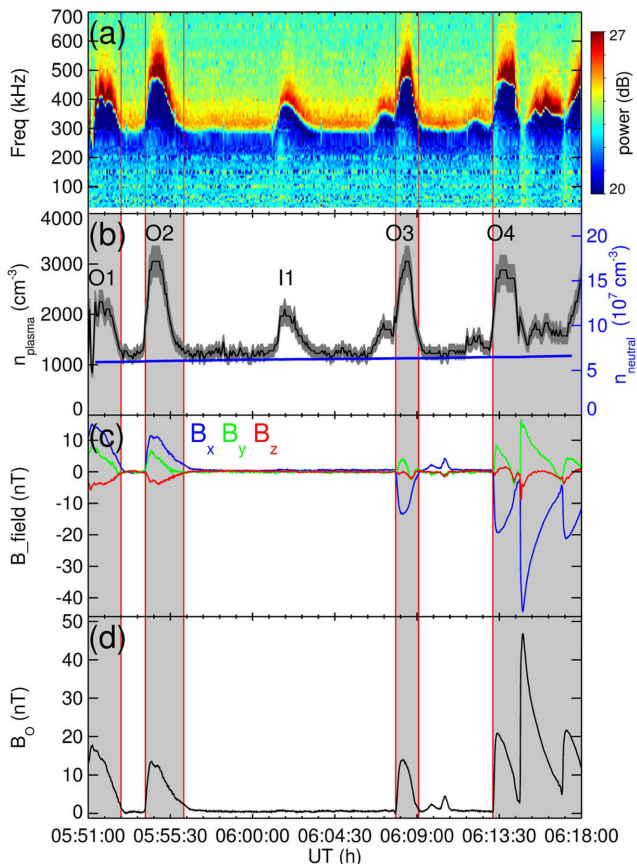 (a)
700
600
500
400
300
200
100
Freq (kHz)
27
20
power (dB)
(b)
O1 O2 I1 O3 O4
4000
3000
2000
1000
0
n_plasma (cm⁻³)
20
15
10
5
0
n_neutral (10⁷ cm⁻³)
(c)
B_x B_y B_z
10
0
-10
-20
-30
-40
B_field (nT)
(d)
50
40
30
20
10
0
B_O (nT)
05:51:00 05:55:30 06:00:00 06:04:30 06:09:00 06:13:30 06:18:00
UT (h)